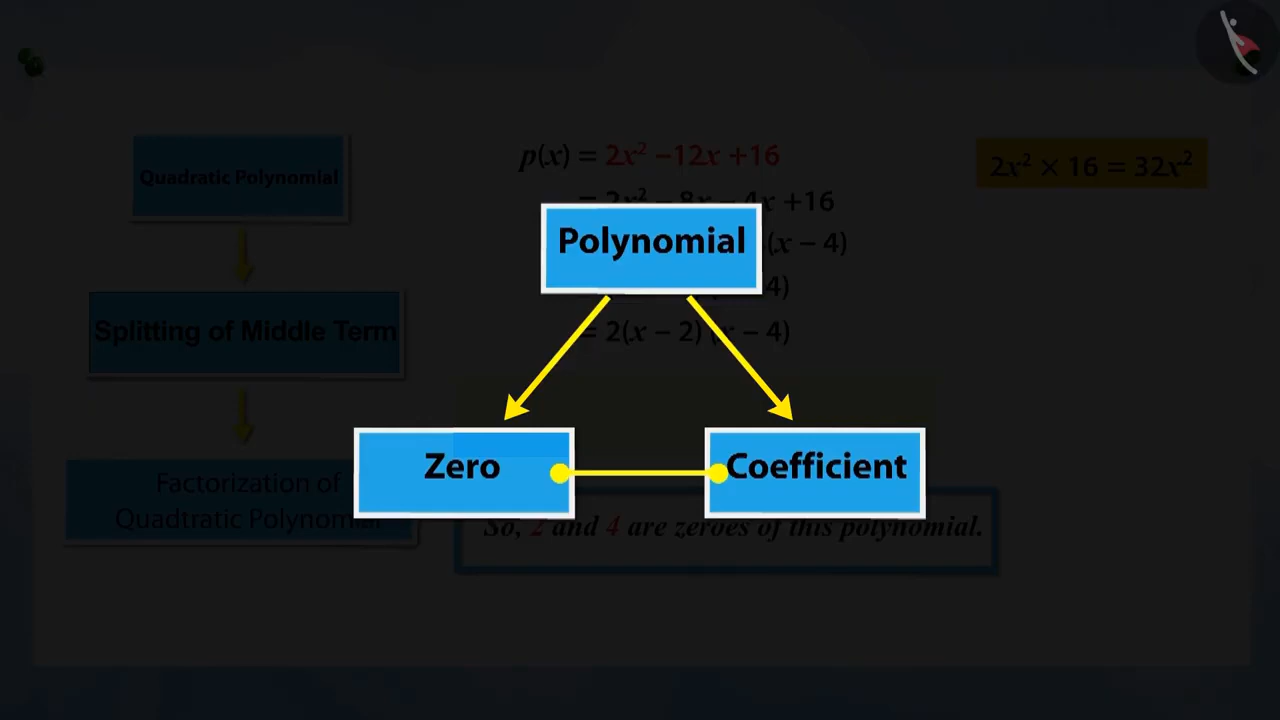 Quadratic Polynomial
Splitting of Middle Term
Factorization of
Quadtratic Polynomial
p(x) = 2x² −12x +16
= 2x² − 8x − 4x +16
(x − 4)
4)
= 2(x − 2) (x − 4)
2x² × 16 = 32x²
Polynomial
Zero
Coefficient
So, 2 and 4 are zeroes of this polynomial.